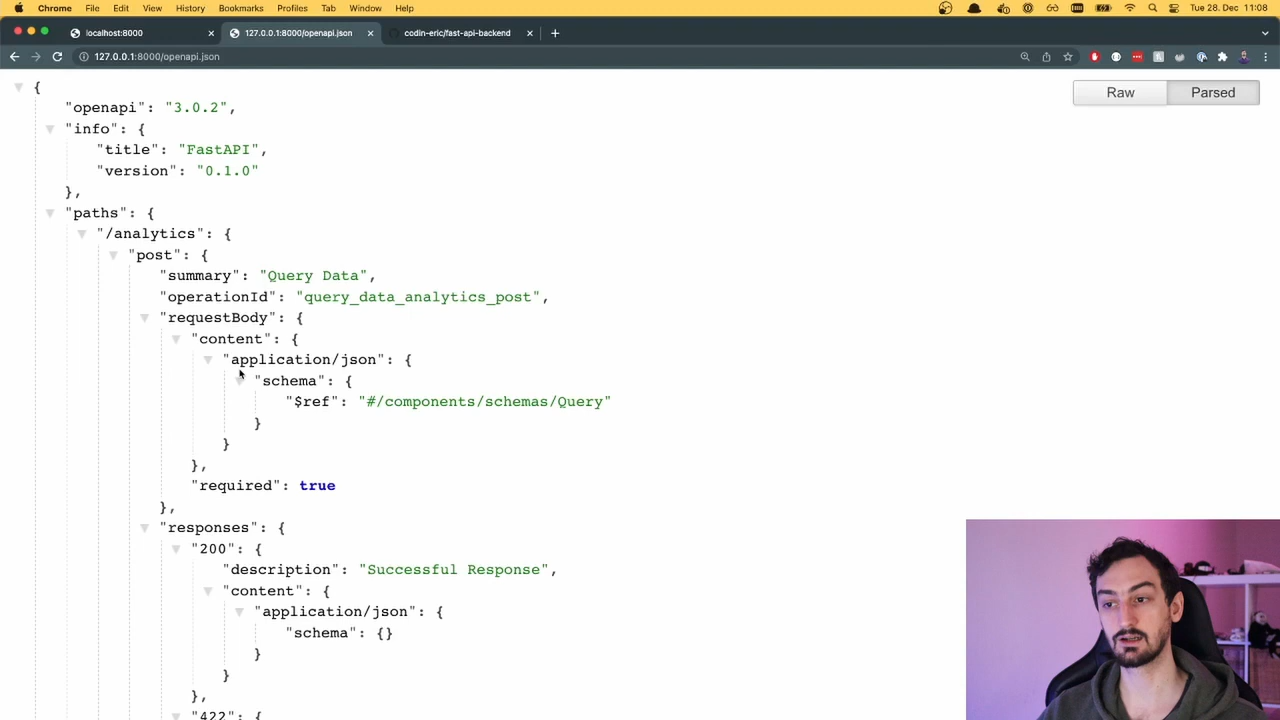 Chrome File Edit View History Bookmarks Profiles Tab Window Help Tue 28. Dec 11:08
localhost:8000 127.0.0.1:8000/openapi.json codin-eric/fast-api-backend
127.0.0.1:8000/openapi.json
Raw Parsed
{
"openapi": "3.0.2",
"info": {
"title": "FastAPI",
"version": "0.1.0"
},
"paths": {
"/analytics": {
"post": {
"summary": "Query Data",
"operationId": "query_data_analytics_post",
"requestBody": {
"content": {
"application/json": {
"schema": {
"$ref": "#/components/schemas/Query"
}
}
},
"required": true
},
"responses": {
"200": {
"description": "Successful Response",
"content": {
"application/json": {
"schema": {}
}
}
},
"422": {